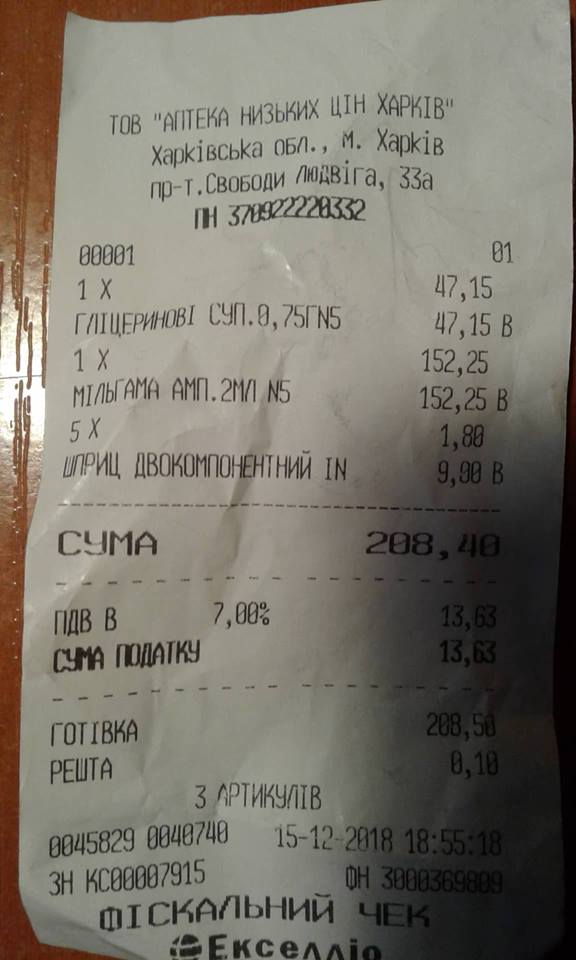 ТОВ "АПТЕКА НИЗЬКИХ ЦІН ХАРКІВ"
Харківська ОБЛ., м. Харків
пр-т.Свободи Людвіга, 33а
ПН 370922220332
00001 01
1 X 47,15
ГЛІЦЕРИНОВІ СУП.0,75ГN5 47,15 В
1 X 152,25
МІЛЬГАМА АМП.2МЛ N5 152,25 В
5 X 1,80
ШПРИЦ ДВОКОМПОНЕНТНИЙ IN 9,00 В
СУМА 208,40
ПДВ В 7,00% 13,63
СУМА ПОДАТКУ 13,63
ГОТІВКА 208,50
РЕШТА 0,10
3 АРТИКУЛІВ
0045829 0040740 15-12-2018 18:55:18
ЗН КС00007915 ФН 3000369809
ФІСКАЛЬНИЙ ЧЕК
Екселліо